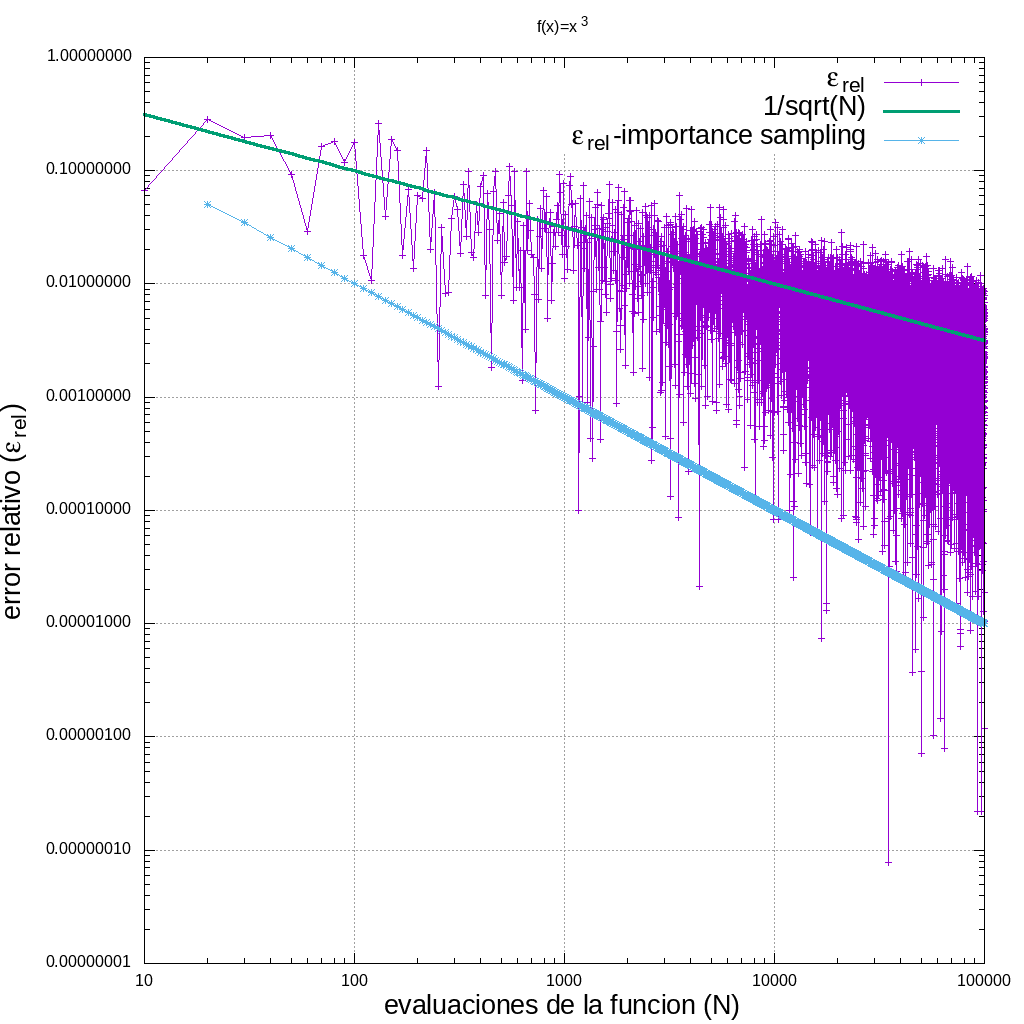 f(x)=x 3
1.00000000
0.10000000
0.01000000
0.00100000
0.00010000
0.00001000
0.00000100
0.00000010
0.00000001
10
100
1000
10000
100000
error relativo (ε rel)
evaluaciones de la funcion (N)
ε rel
1/sqrt(N)
ε rel -importance sampling